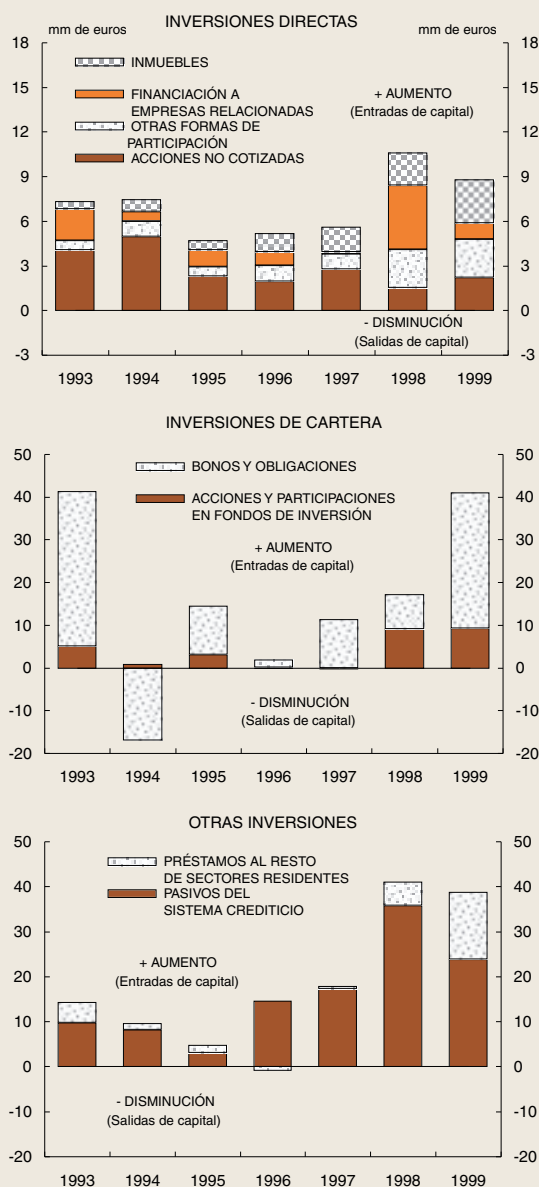 INVERSIONES DIRECTAS
mm de euros
mm de euros
18 18
15 15
12 12
9 9
6 6
3 3
0 0
-3 -3
INMUEBLES
FINANCIACIÓN A
EMPRESAS RELACIONADAS
OTRAS FORMAS DE
PARTICIPACIÓN
ACCIONES NO COTIZADAS
+ AUMENTO
(Entradas de capital)
- DISMINUCIÓN
(Salidas de capital)
1993 1994 1995 1996 1997 1998 1999
INVERSIONES DE CARTERA
50 50
40 40
30 30
20 20
10 10
0 0
-10 -10
-20 -20
BONOS Y OBLIGACIONES
ACCIONES Y PARTICIPACIONES
EN FONDOS DE INVERSIÓN
+ AUMENTO
(Entradas de capital)
- DISMINUCIÓN
(Salidas de capital)
1993 1994 1995 1996 1997 1998 1999
OTRAS INVERSIONES
50 50
40 40
30 30
20 20
10 10
0 0
-10 -10
-20 -20
PRÉSTAMOS AL RESTO
DE SECTORES RESIDENTES
PASIVOS DEL
SISTEMA CREDITICIO
+ AUMENTO
(Entradas de capital)
- DISMINUCIÓN
(Salidas de capital)
1993 1994 1995 1996 1997 1998 1999